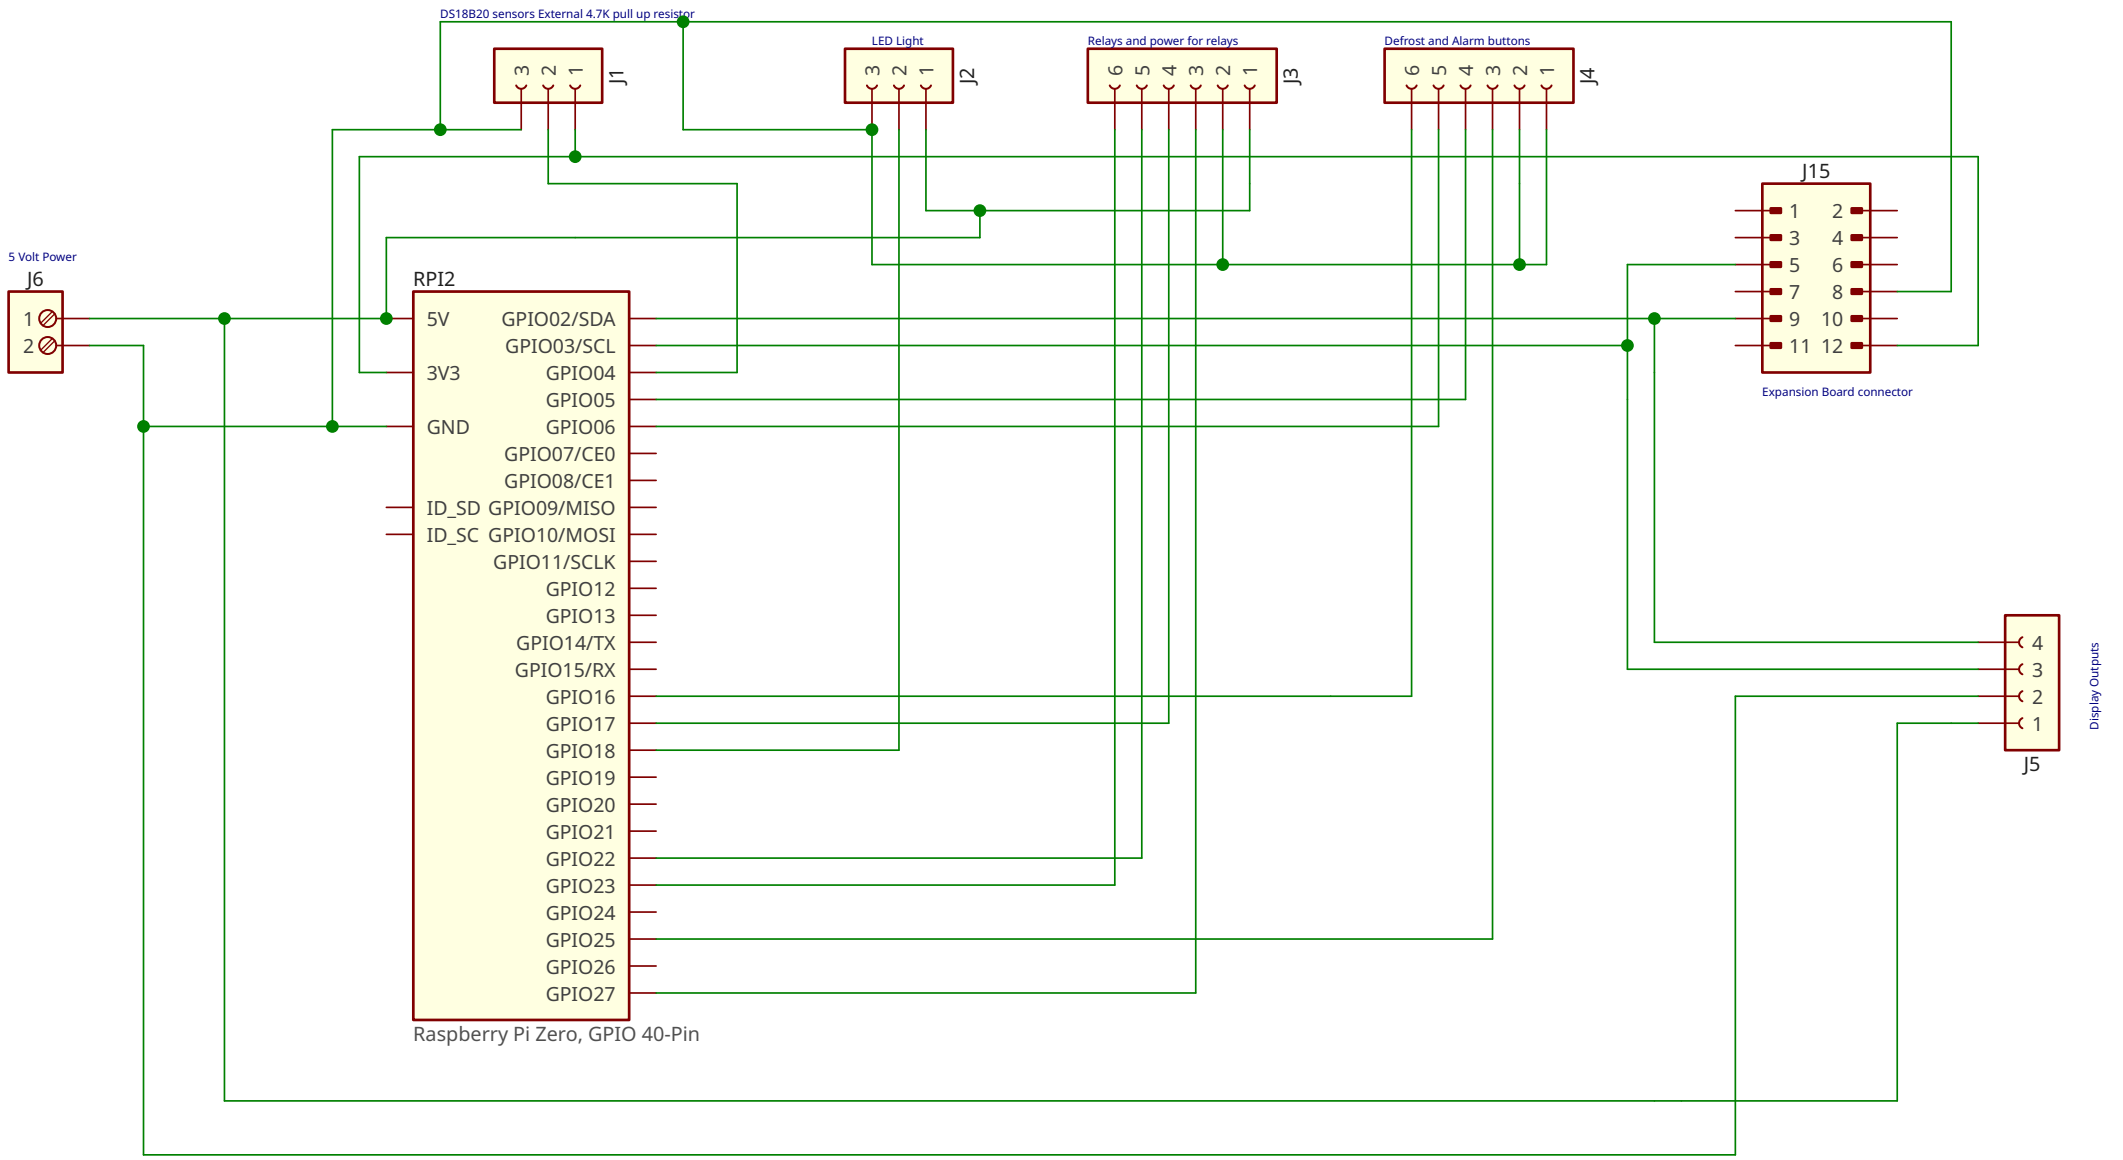 DS18B20 sensors External 4.7K pull up resistor
LED Light
Relays and power for relays
Defrost and Alarm buttons
3 2 1
J1
3 2 1
J2
6 5 4 3 2 1
J3
6 5 4 3 2 1
J4
J15
1 2
3 4
5 6
7 8
9 10
11 12
Expansion Board connector
5 Volt Power
J6
1
2
RPI2
5V GPIO02/SDA
GPIO03/SCL
3V3 GPIO04
GPIO05
GND GPIO06
GPIO07/CE0
GPIO08/CE1
ID_SD GPIO09/MISO
ID_SC GPIO10/MOSI
GPIO11/SCLK
GPIO12
GPIO13
GPIO14/TX
GPIO15/RX
GPIO16
GPIO17
GPIO18
GPIO19
GPIO20
GPIO21
GPIO22
GPIO23
GPIO24
GPIO25
GPIO26
GPIO27
Raspberry Pi Zero, GPIO 40-Pin
4
3
2
1
J5
Display Outputs